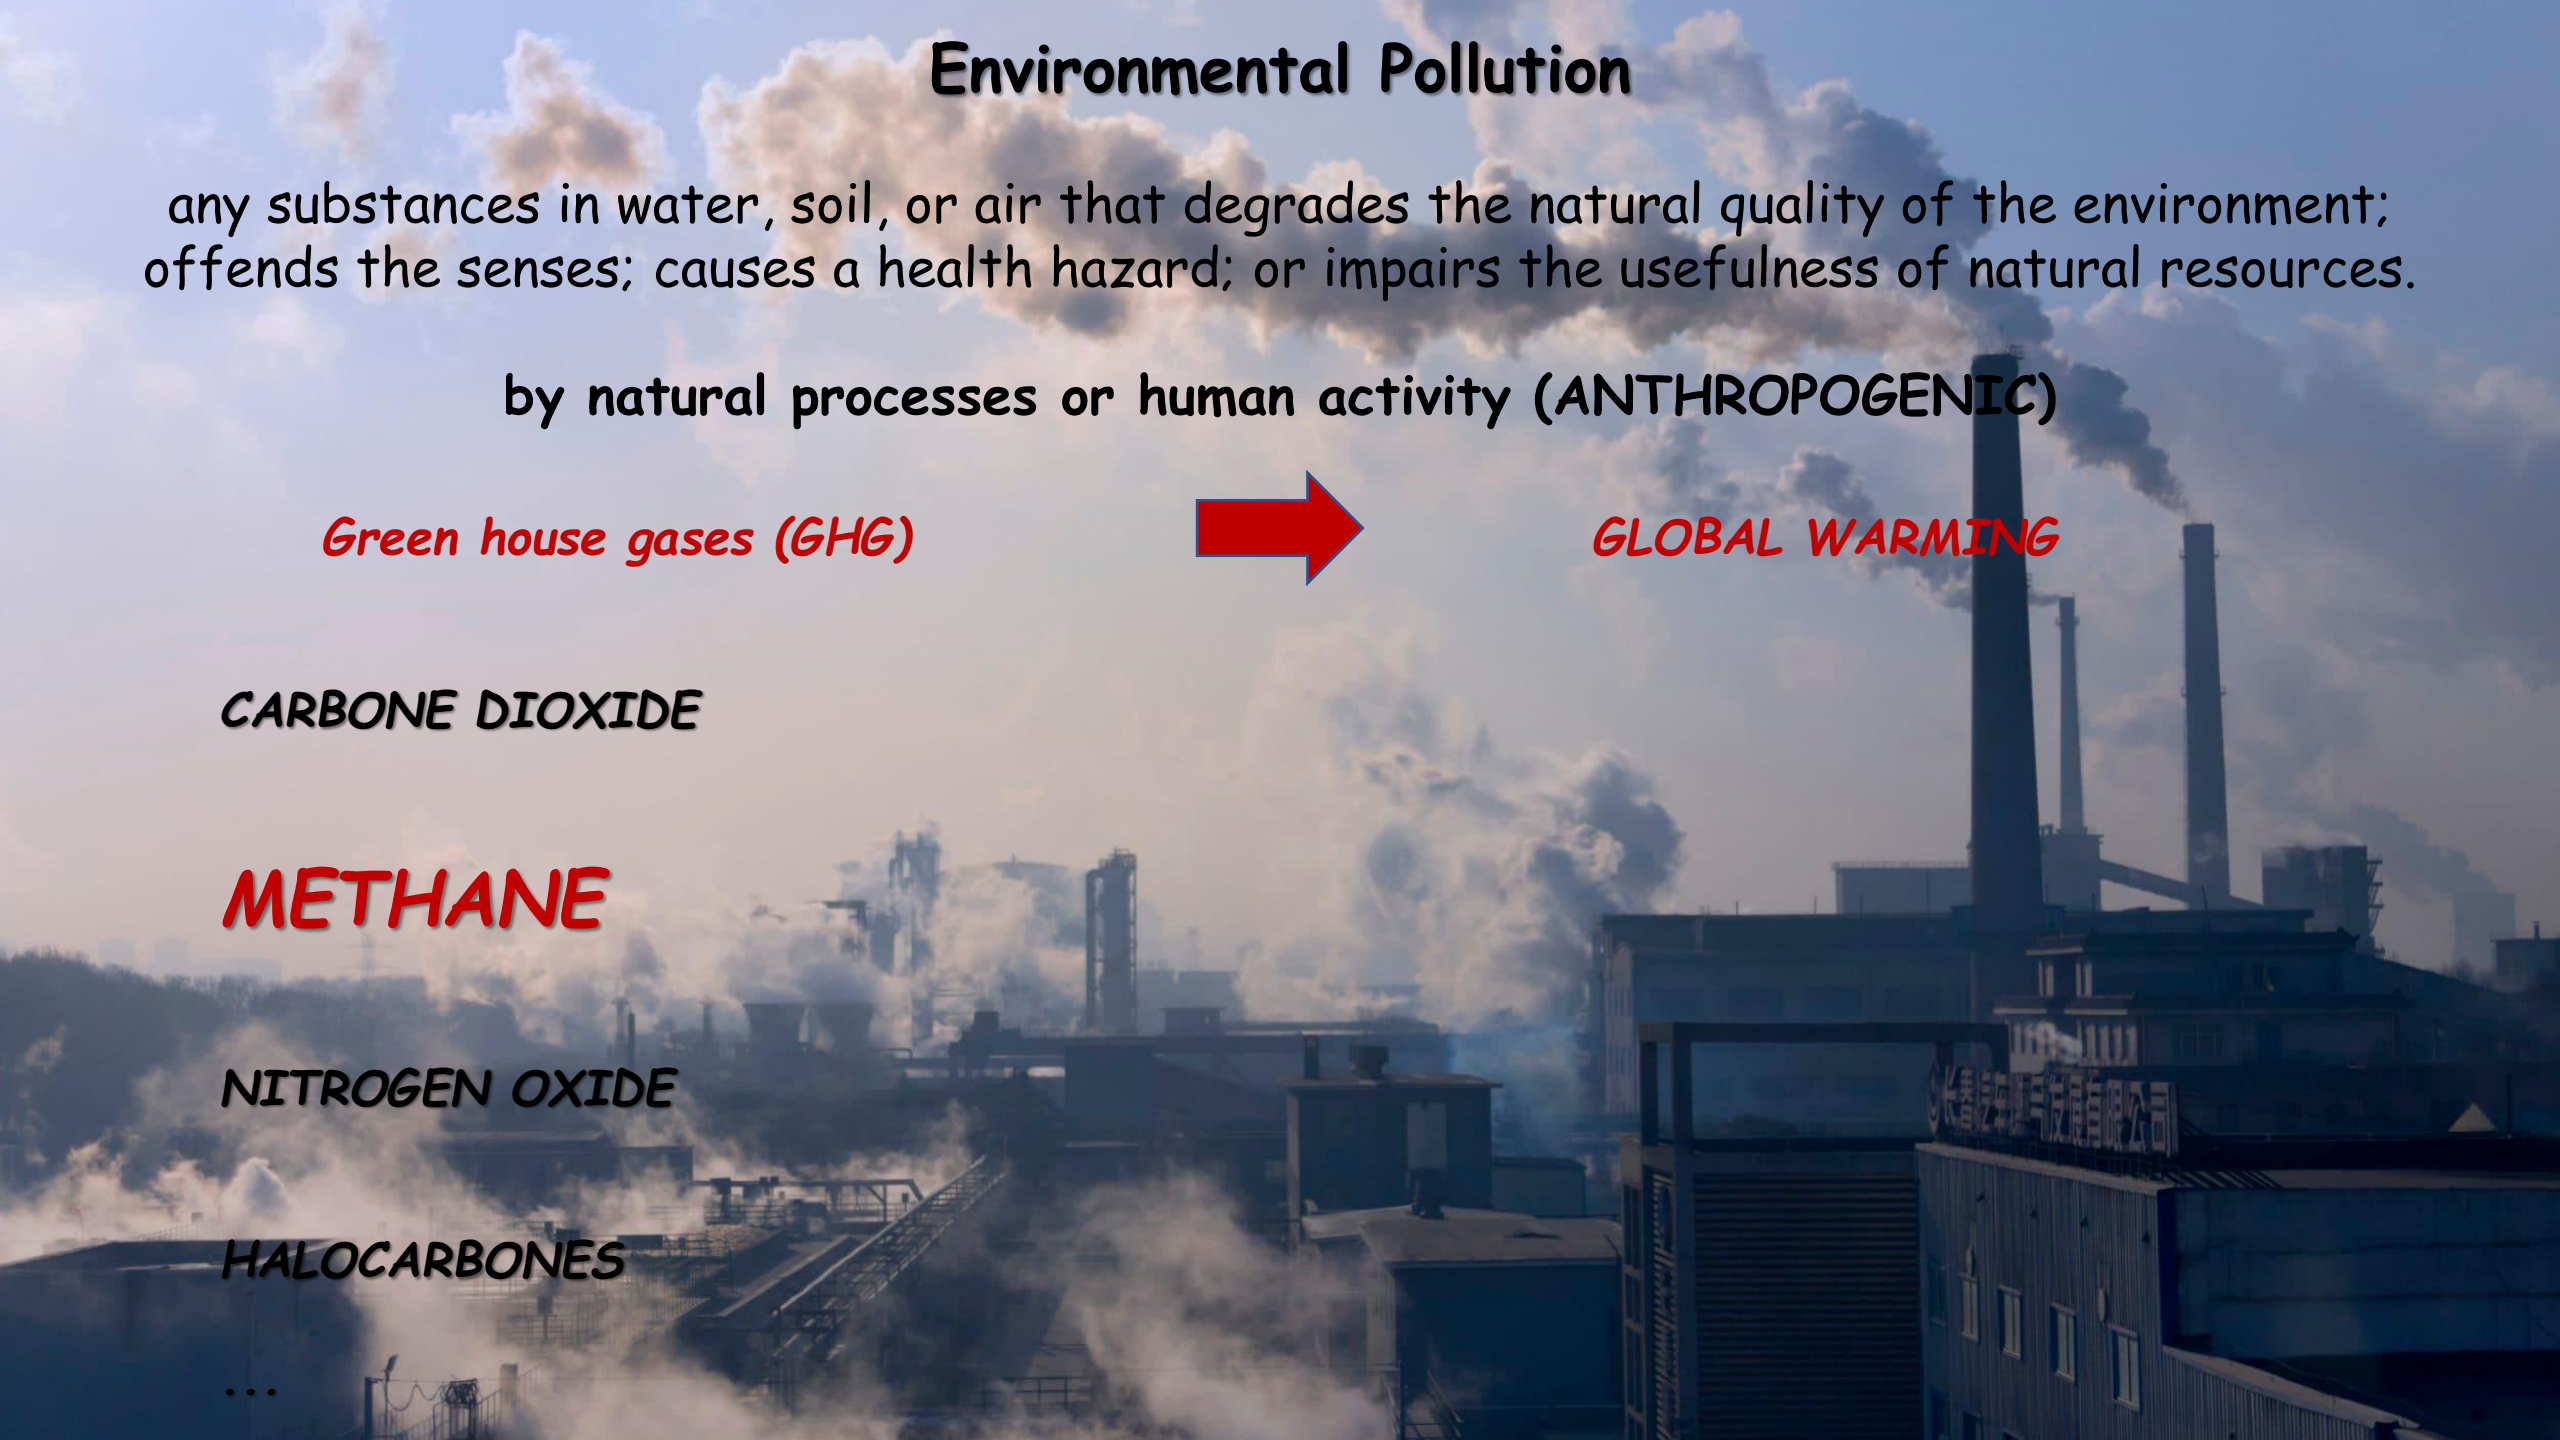 Environmental Pollution
any substances in water, soil, or air that degrades the natural quality of the environment;
offends the senses; causes a health hazard; or impairs the usefulness of natural resources.
by natural processes or human activity (ANTHROPOGENIC)
Green house gases (GHG)
GLOBAL WARMING
CARBONE DIOXIDE
METHANE
NITROGEN OXIDE
HALOCARBONES
...